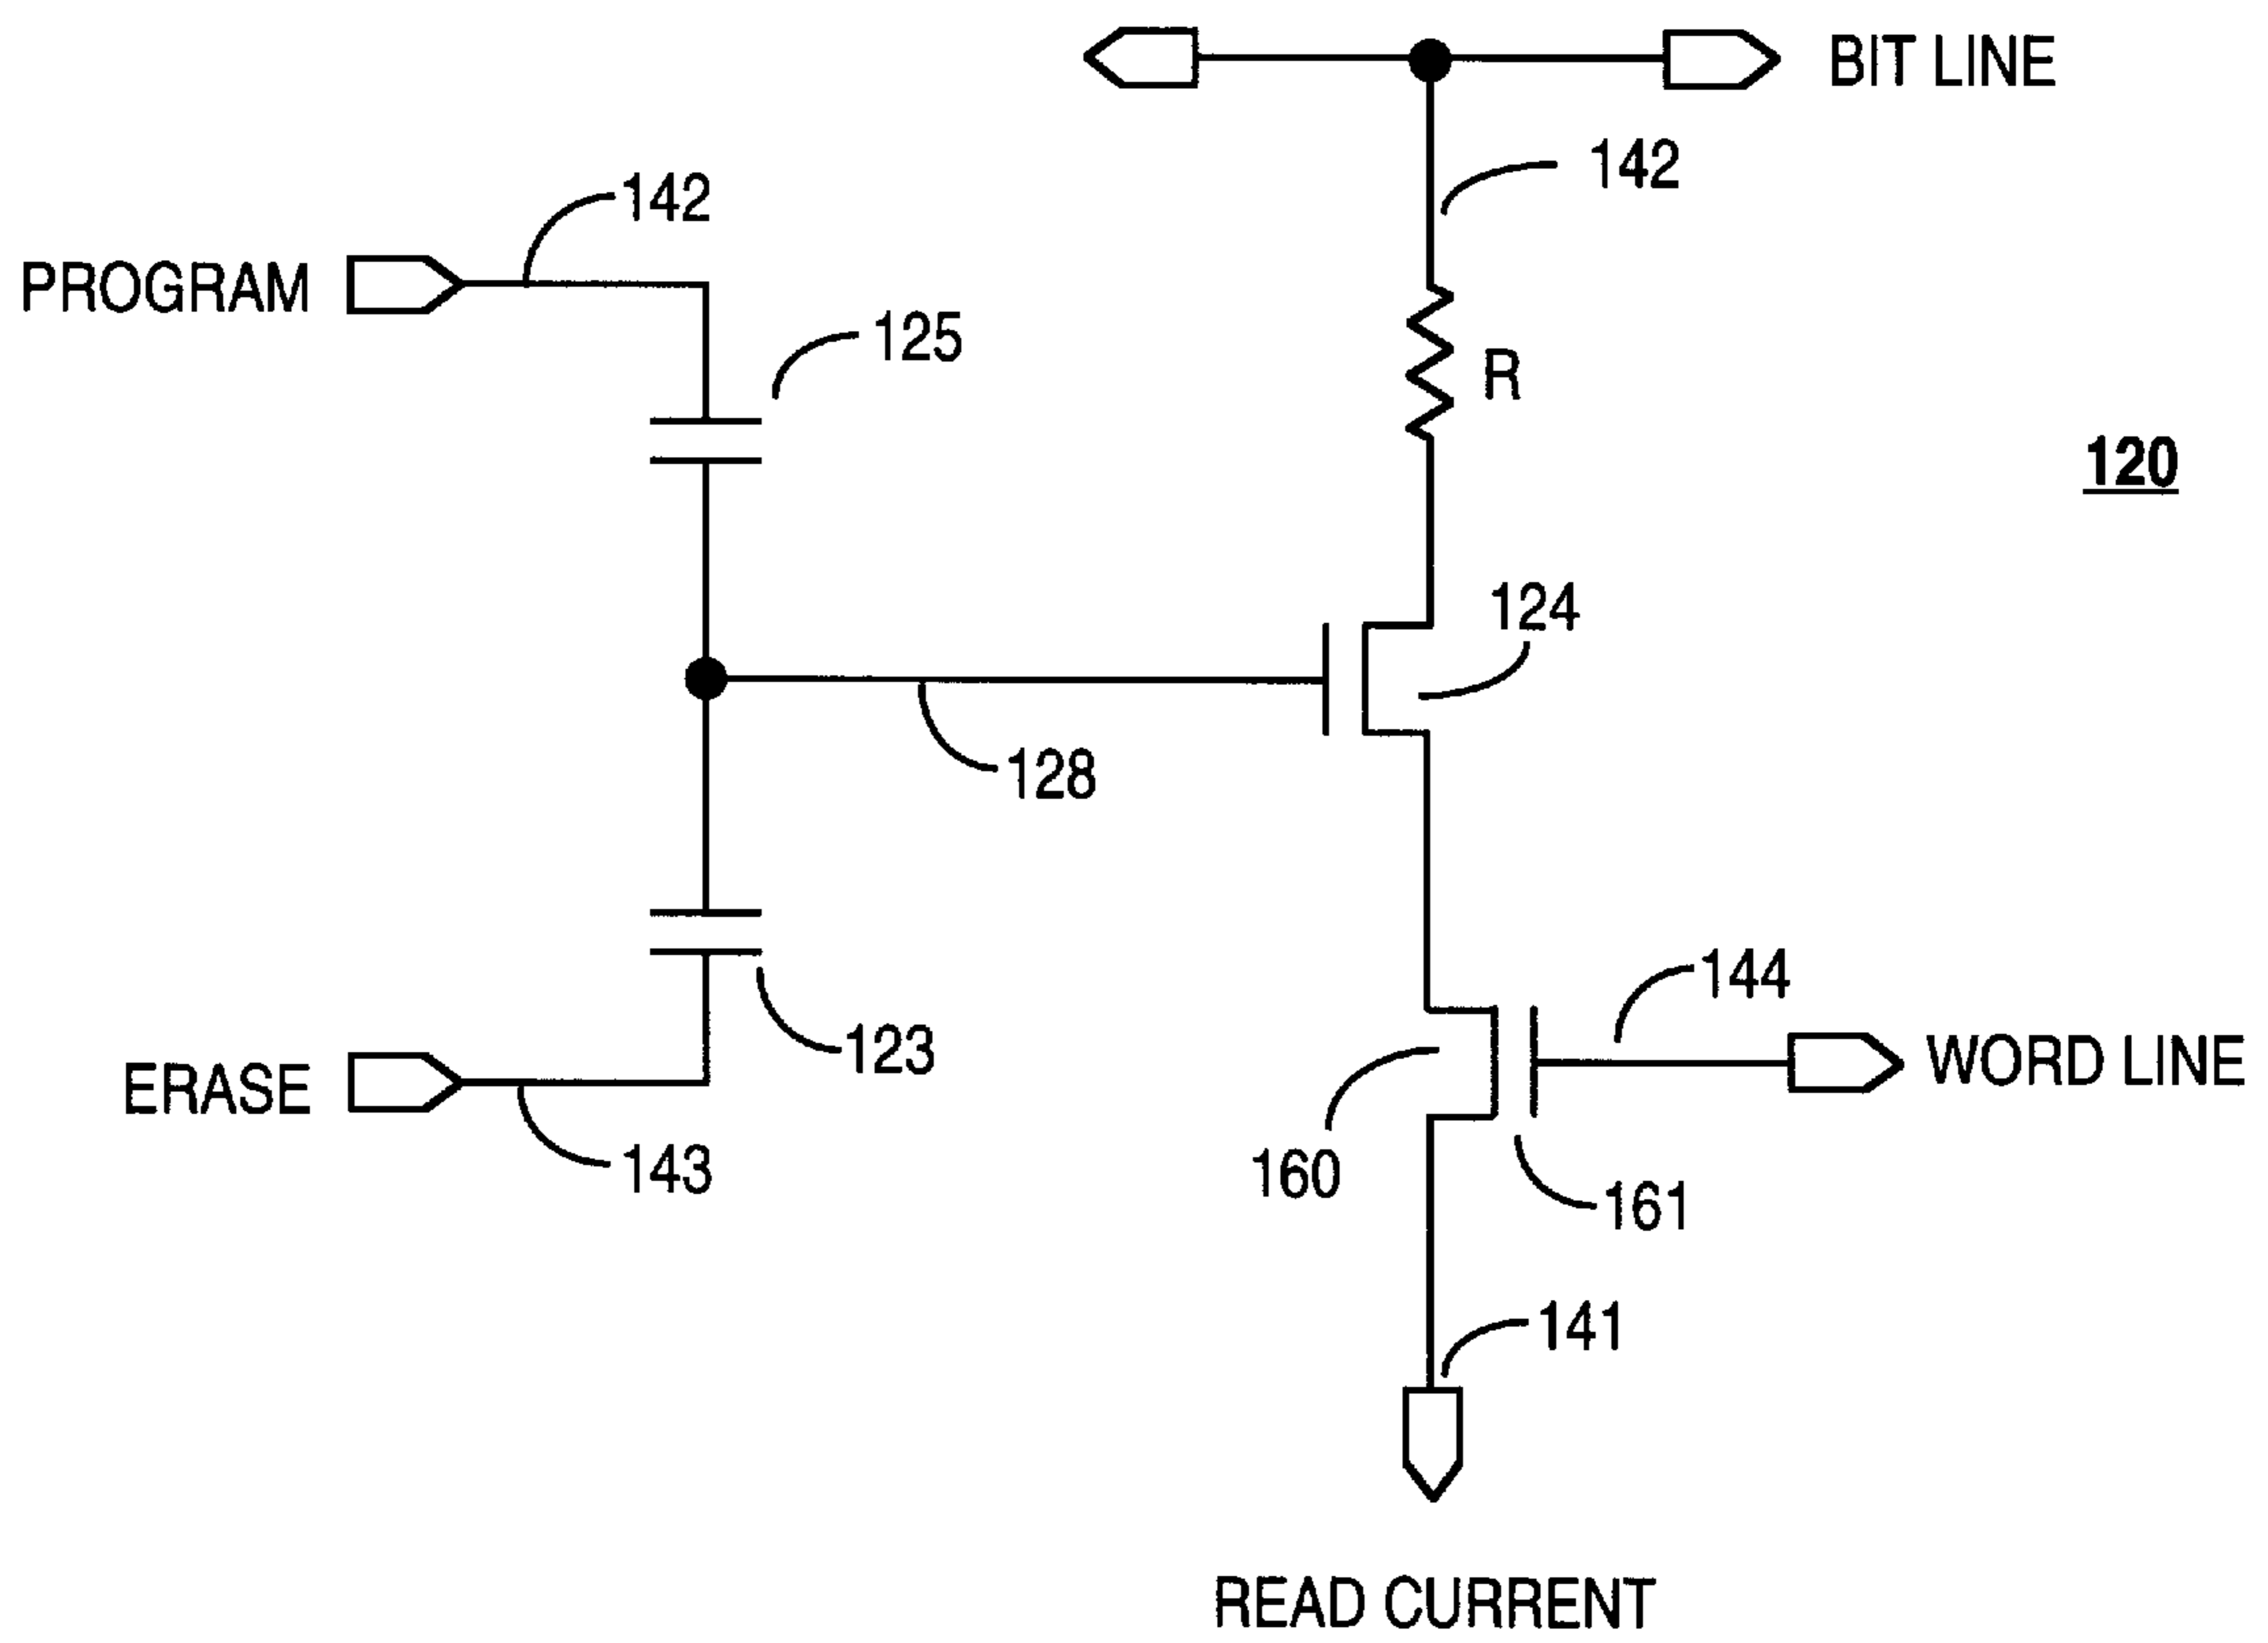 BIT LINE
142
142
PROGRAM
125
R
120
124
128
144
123
WORD LINE
ERASE
143
160
161
141
READ CURRENT